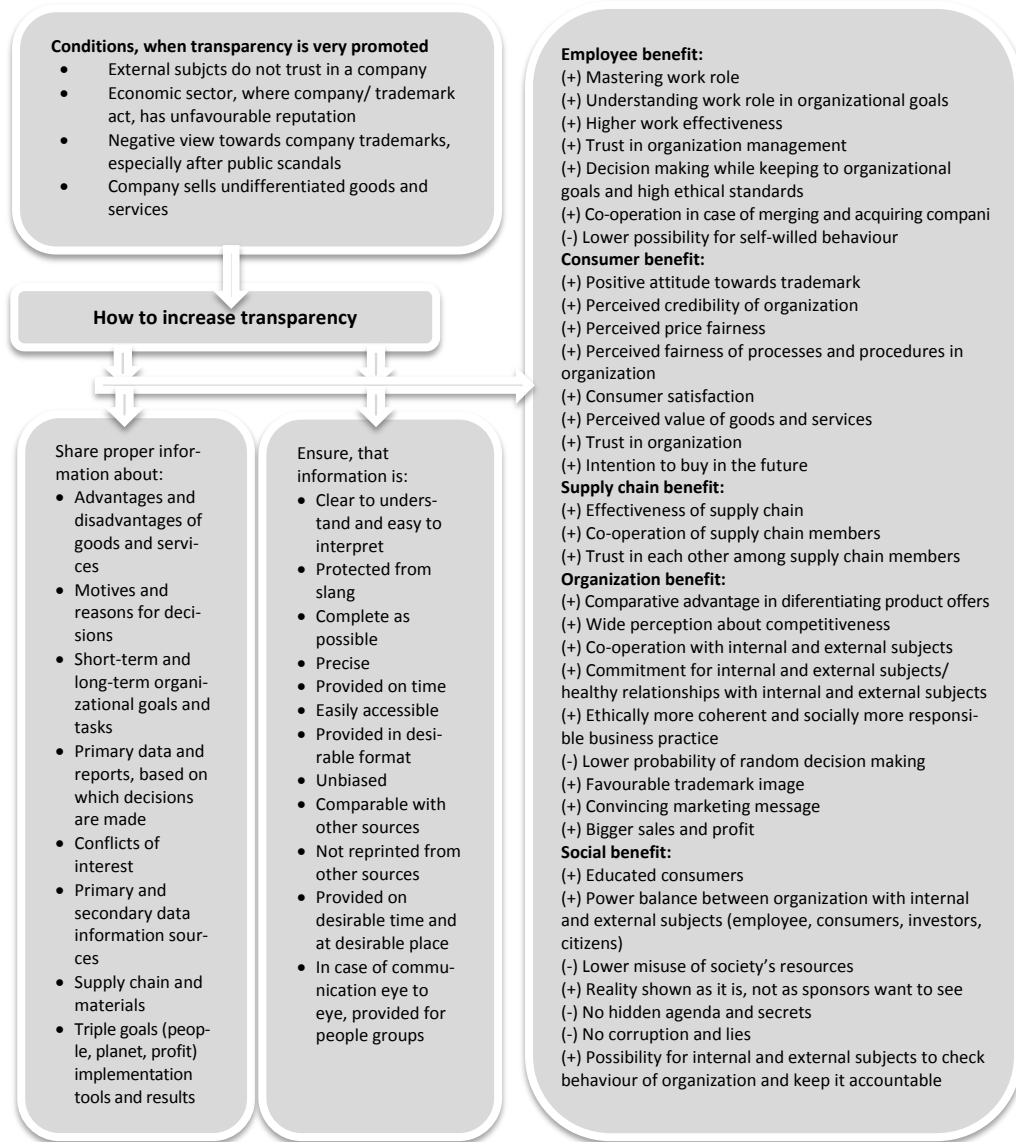 Conditions, when transparency is very promoted
• External subjcts do not trust in a company
• Economic sector, where company/ trademark
act, has unfavourable reputation
• Negative view towards company trademarks,
especially after public scandals
• Company sells undifferentiated goods and
services
How to increase transparency
Share proper infor-
mation about:
• Advantages and
disadvantages of
goods and servi-
ces
• Motives and
reasons for deci-
sions
• Short-term and
long-term organi-
zational goals and
tasks
• Primary data and
reports, based on
which decisions
are made
• Conflicts of
interest
• Primary and
secondary data
information sour-
ces
• Supply chain and
materials
• Triple goals (peop-
le, planet, profit)
implementation
tools and results
Ensure, that
information is:
• Clear to unders-
tand and easy to
interpret
• Protected from
slang
• Complete as
possible
• Precise
• Provided on time
• Easily accessible
• Provided in desi-
rable format
• Unbiased
• Comparable with
other sources
• Not reprinted from
other sources
• Provided on
desirable time and
at desirable place
• In case of commu-
nication eye to
eye, provided for
people groups
Employee benefit:
(+) Mastering work role
(+) Understanding work role in organizational goals
(+) Higher work effectiveness
(+) Trust in organization management
(+) Decision making while keeping to organizational
goals and high ethical standards
(+) Co-operation in case of merging and acquiring compani
(-) Lower possibility for self-willed behaviour
Consumer benefit:
(+) Positive attitude towards trademark
(+) Perceived credibility of organization
(+) Perceived price fairness
(+) Perceived fairness of processes and procedures in
organization
(+) Consumer satisfaction
(+) Perceived value of goods and services
(+) Trust in organization
(+) Intention to buy in the future
Supply chain benefit:
(+) Effectiveness of supply chain
(+) Co-operation of supply chain members
(+) Trust in each other among supply chain members
Organization benefit:
(+) Comparative advantage in diferentiating product offers
(+) Wide perception about competitiveness
(+) Co-operation with internal and external subjects
(+) Commitment for internal and external subjects/
healthy relationships with internal and external subjects
(+) Ethically more coherent and socially more responsi-
ble business practice
(-) Lower probability of random decision making
(+) Favourable trademark image
(+) Convincing marketing message
(+) Bigger sales and profit
Social benefit:
(+) Educated consumers
(+) Power balance between organization with internal
and external subjects (employee, consumers, investors,
citizens)
(-) Lower misuse of society's resources
(+) Reality shown as it is, not as sponsors want to see
(-) No hidden agenda and secrets
(-) No corruption and lies
(+) Possibility for internal and external subjects to check
behaviour of organization and keep it accountable